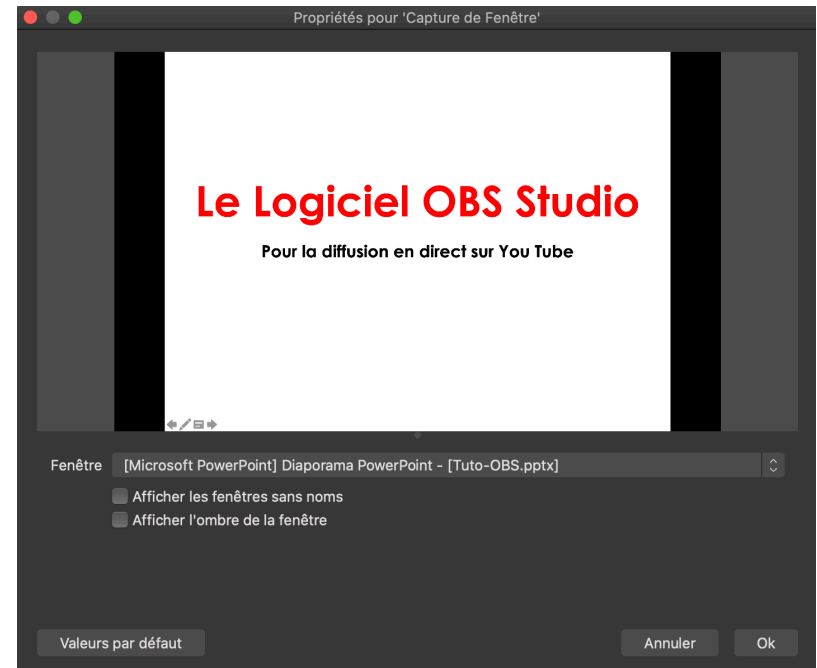 Propriétés pour 'Capture de Fenêtre'
Le Logiciel OBS Studio
Pour la diffusion en direct sur You Tube
Fenêtre [Microsoft PowerPoint] Diaporama PowerPoint - [Tuto-OBS.pptx]
Afficher les fenêtres sans noms
Afficher l'ombre de la fenêtre
Valeurs par défaut Annuler Ok